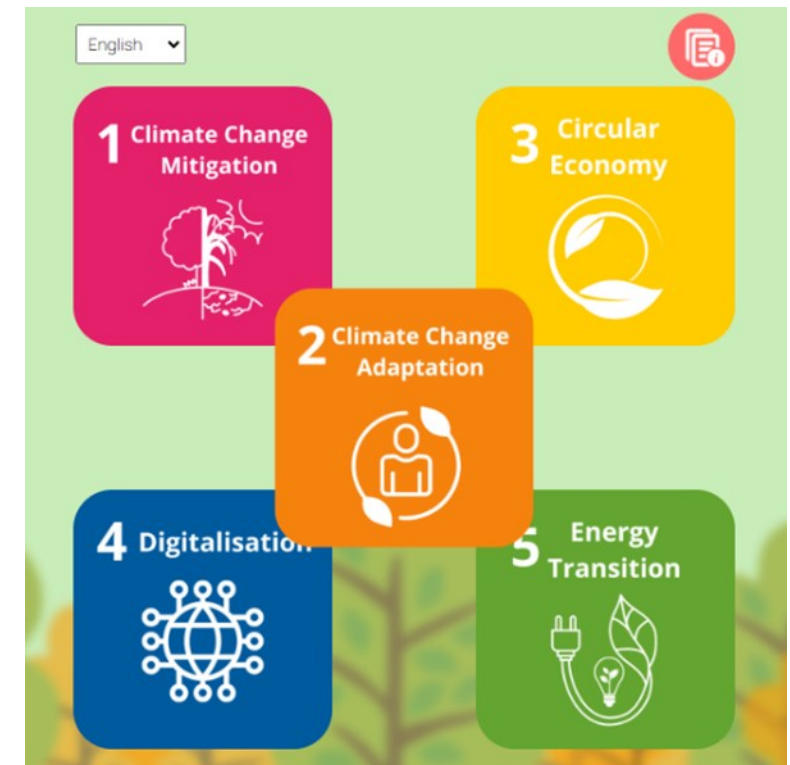 English
1 Climate Change
Mitigation
3 Circular
Economy
2 Climate Change
Adaptation
4 Digitalisation
5 Energy
Transition